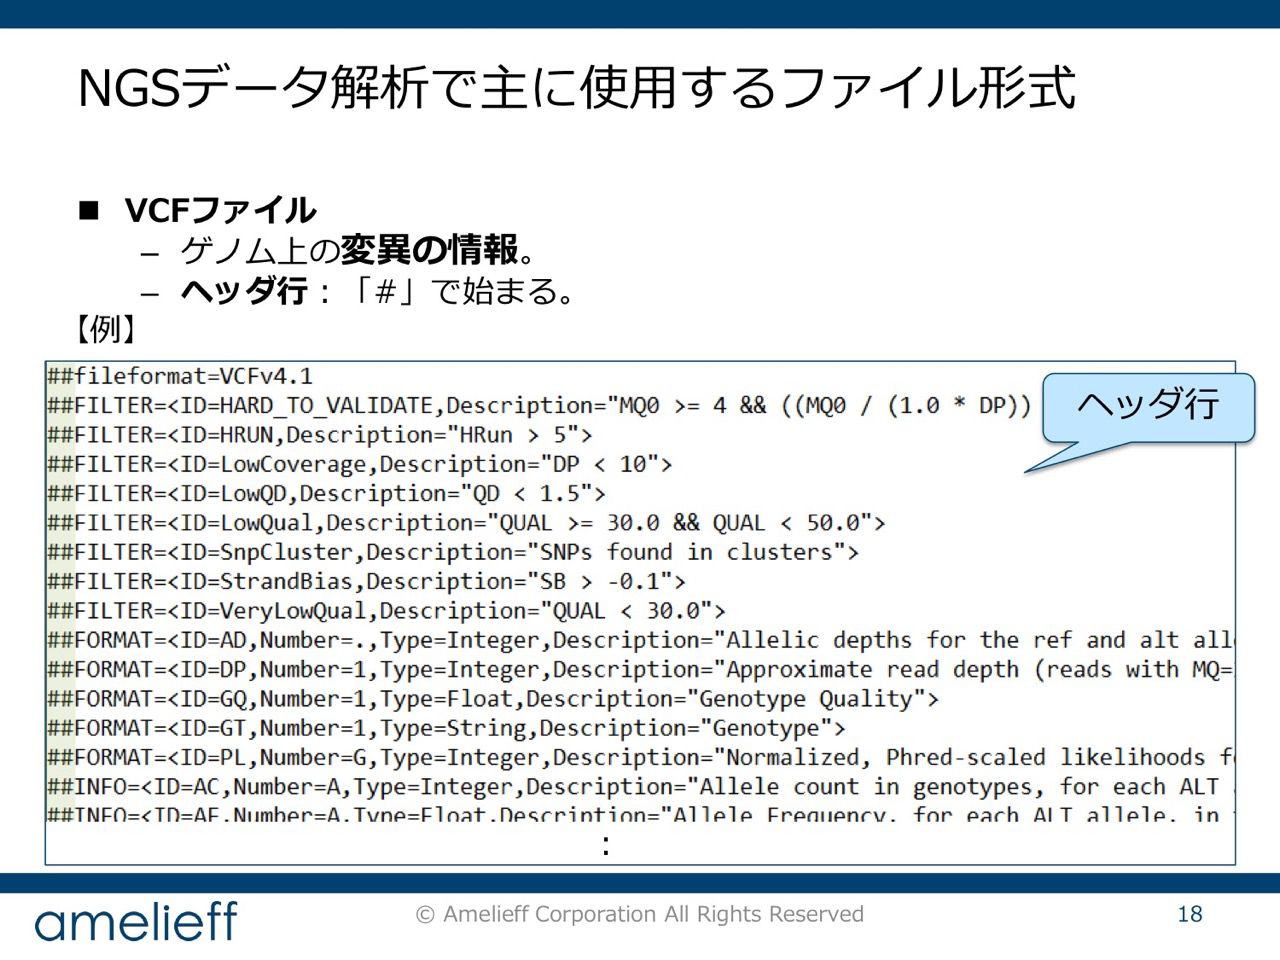 NGSデータ解析で主に使用するファイル形式
■ VCFファイル
– ゲノム上の変異の情報。
– ヘッダ行：「#」で始まる。
【例】
##fileformat=VCFv4.1
##FILTER=<ID=HARD_TO_VALIDATE,Description="MQ0 >= 4 && ((MQ0 / (1.0 * DP))
ヘッダ行
##FILTER=<ID=HRUN,Description="HRun > 5">
##FILTER=<ID=LowCoverage,Description="DP < 10">
##FILTER=<ID=LowQD,Description="QD < 1.5">
##FILTER=<ID=LowQual,Description="QUAL >= 30.0 && QUAL < 50.0">
##FILTER=<ID=SnpCluster,Description="SNPs found in clusters">
##FILTER=<ID=StrandBias,Description="SB > -0.1">
##FILTER=<ID=VeryLowQual,Description="QUAL < 30.0">
##FORMAT=<ID=AD,Number=.,Type=Integer,Description="Allelic depths for the ref and alt all
##FORMAT=<ID=DP,Number=1,Type=Integer,Description="Approximate read depth (reads with MQ=
##FORMAT=<ID=GQ,Number=1,Type=Float,Description="Genotype Quality">
##FORMAT=<ID=GT,Number=1,Type=String,Description="Genotype">
##FORMAT=<ID=PL,Number=G,Type=Integer,Description="Normalized, Phred-scaled likelihoods f
##INFO=<ID=AC,Number=A,Type=Integer,Description="Allele count in genotypes, for each ALT
##INFO=<ID=AF,Number=A,Type=Float,Description="Allele Frequency, for each ALT allele, in
:
amelieff
© Amelieff Corporation All Rights Reserved
18